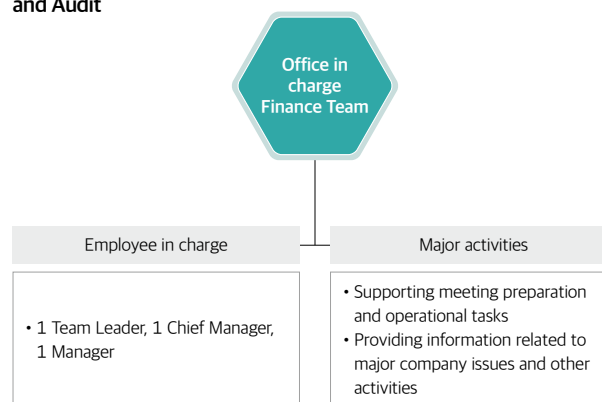 and Audit
Office in
charge
Finance Team
Employee in charge
• 1 Team Leader, 1 Chief Manager,
1 Manager
Major activities
• Supporting meeting preparation
and operational tasks
• Providing information related to
major company issues and other
activities